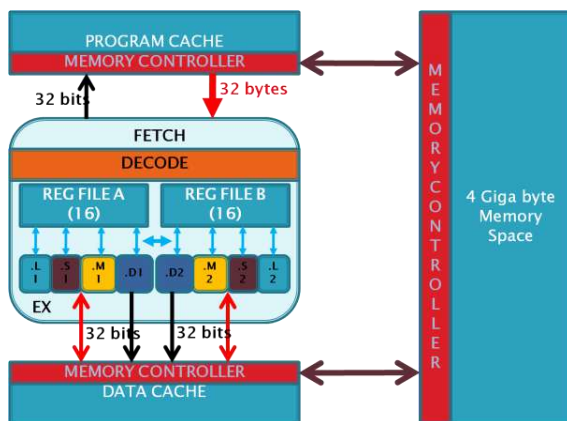 PROGRAM CACHE
MEMORY CONTROLLER
32 bits
32 bytes
FETCH
DECODE
REG FILE A
(16)
REG FILE B
(16)
.L
1
.S
1
.M
1
.D1
.D2
.M
2
.S
2
.L
2
EX
32 bits
32 bits
MEMORY CONTROLLER
DATA CACHE
MEMORYCONTROLLER
4 Giga byte
Memory
Space